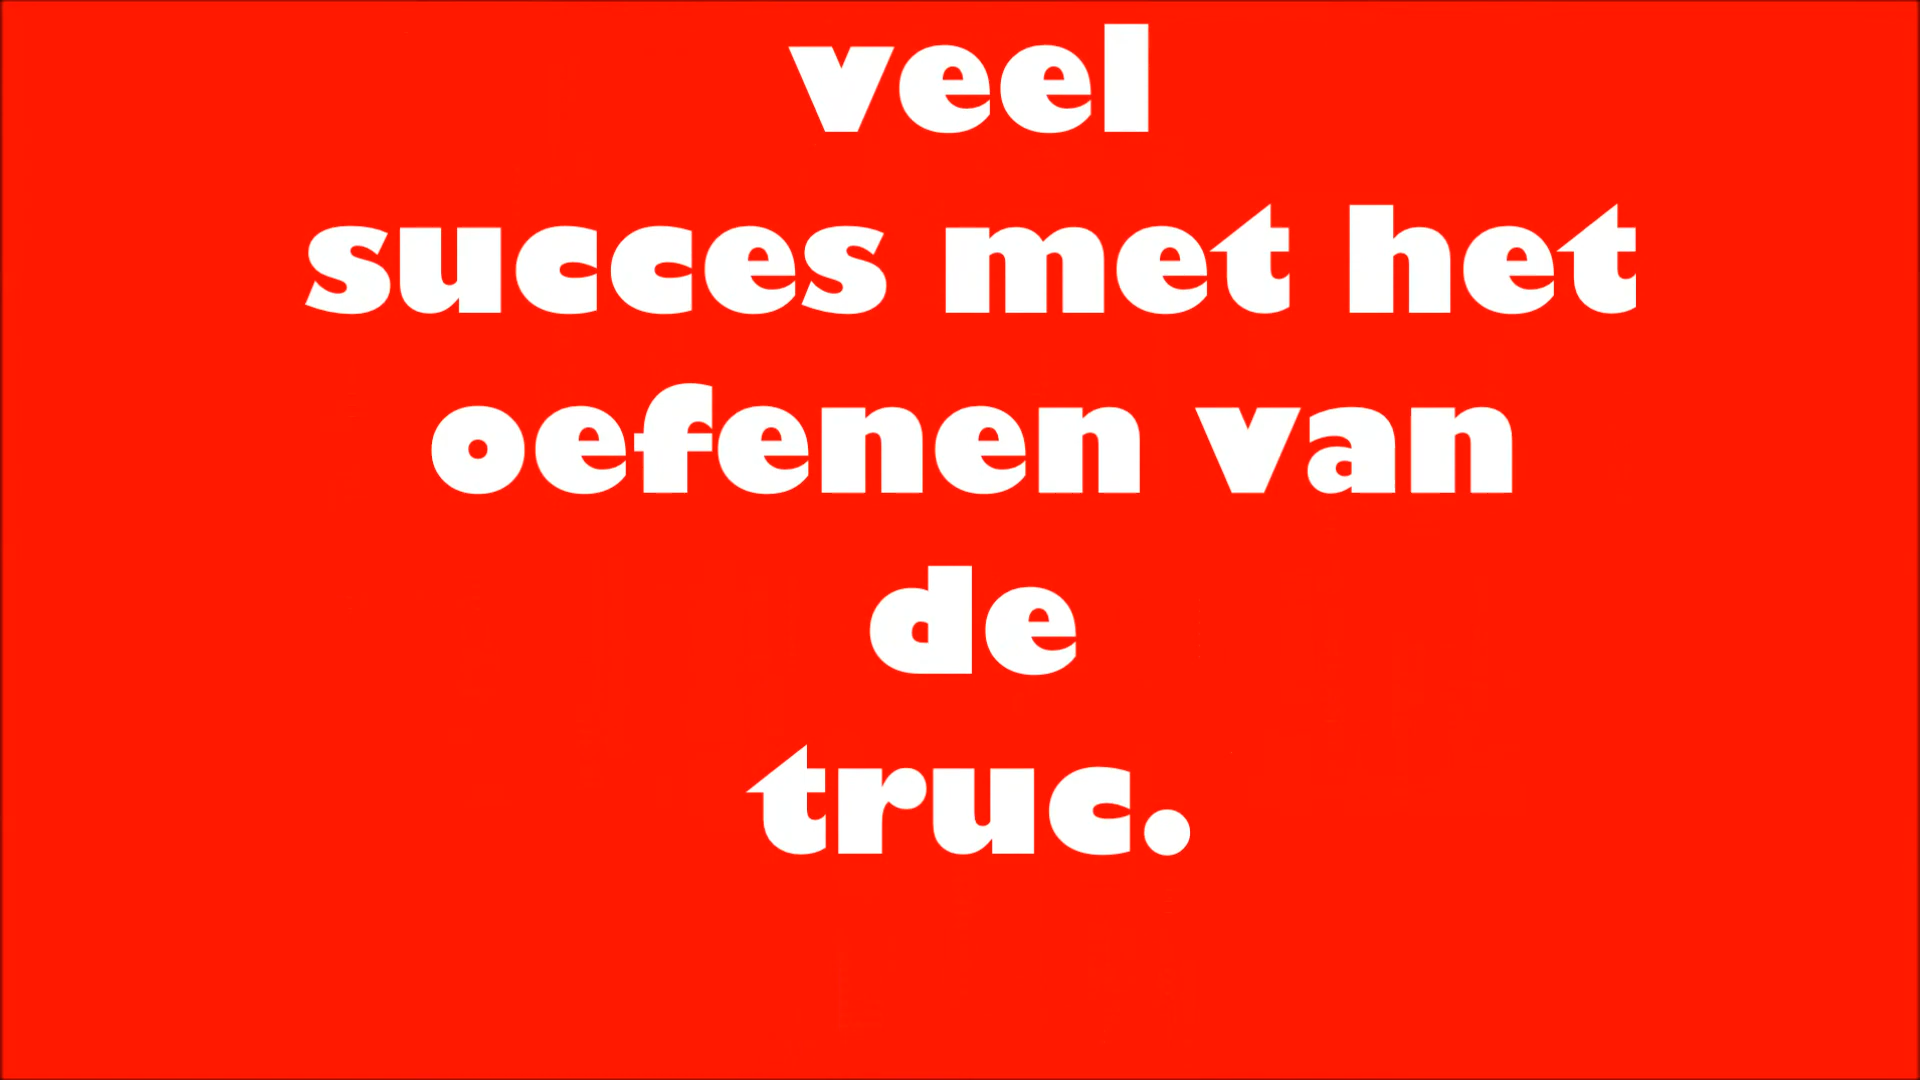 veel
succes met het
oefenen van
de
truc.